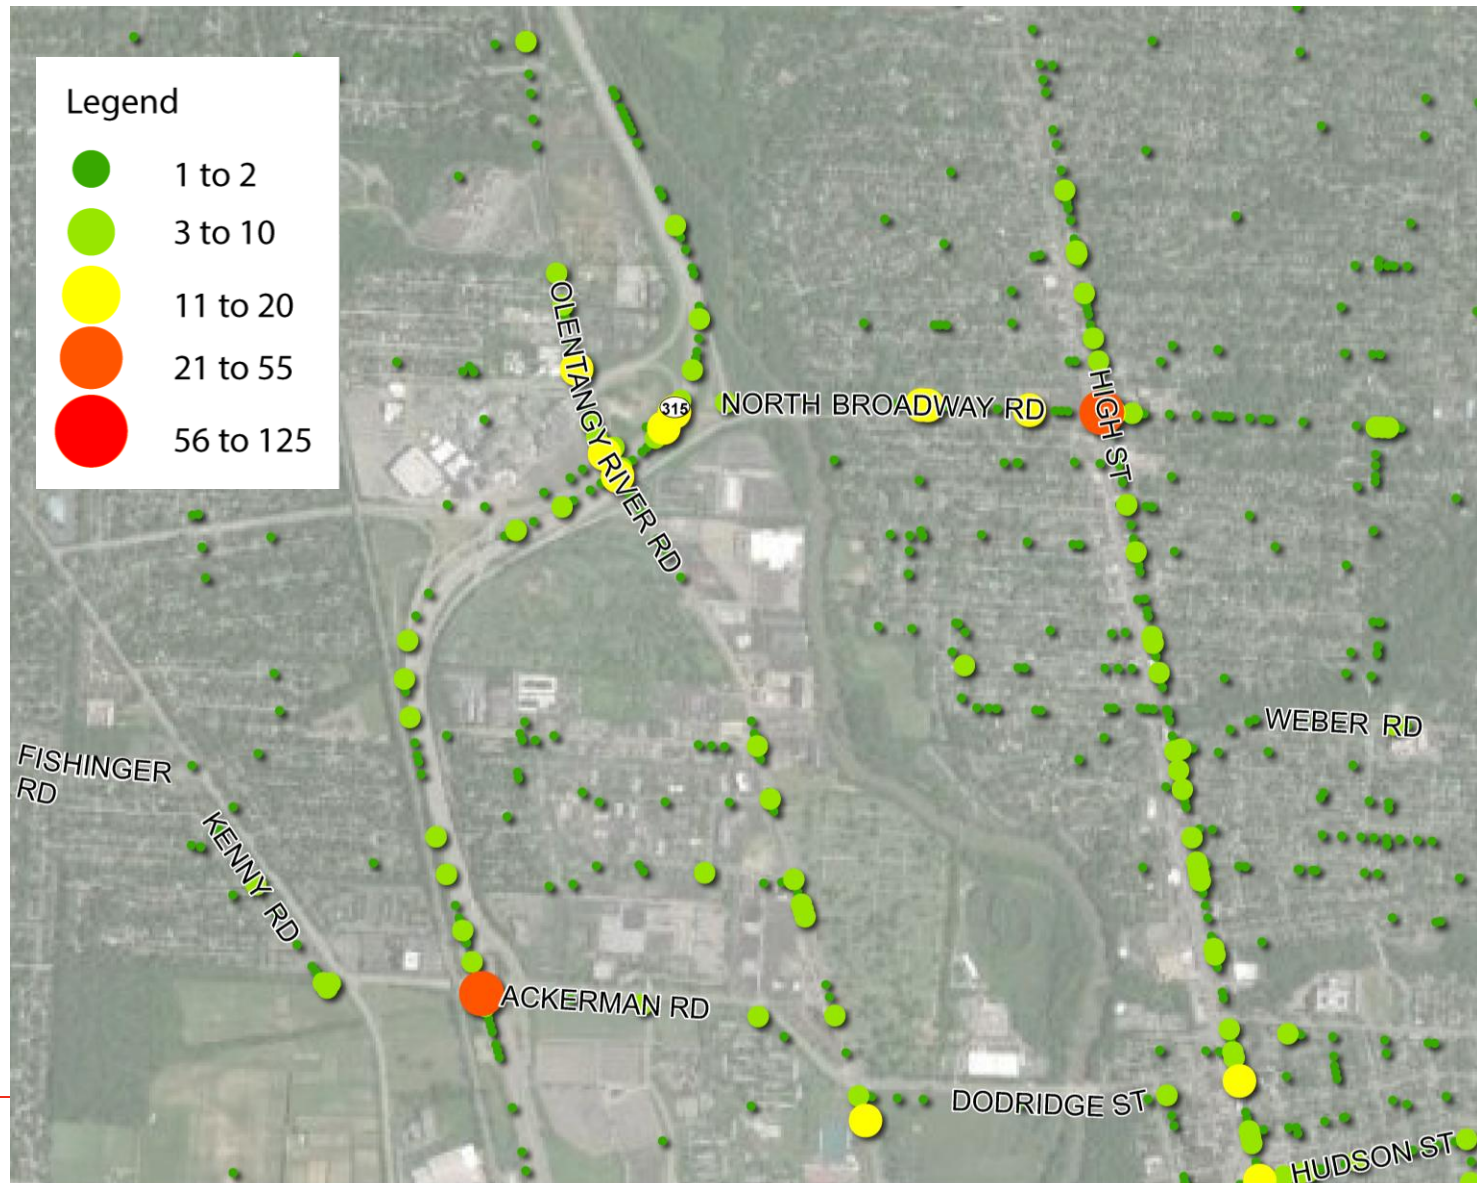 Legend
1 to 2
3 to 10
11 to 20
21 to 55
56 to 125
OLENTANGY RIVER RD
315
NORTH BROADWAY RD
HIGH ST
WEBER RD
FISHINGER
RD
KENNY RD
ACKERMAN RD
DODRIDGE ST
HUDSON ST